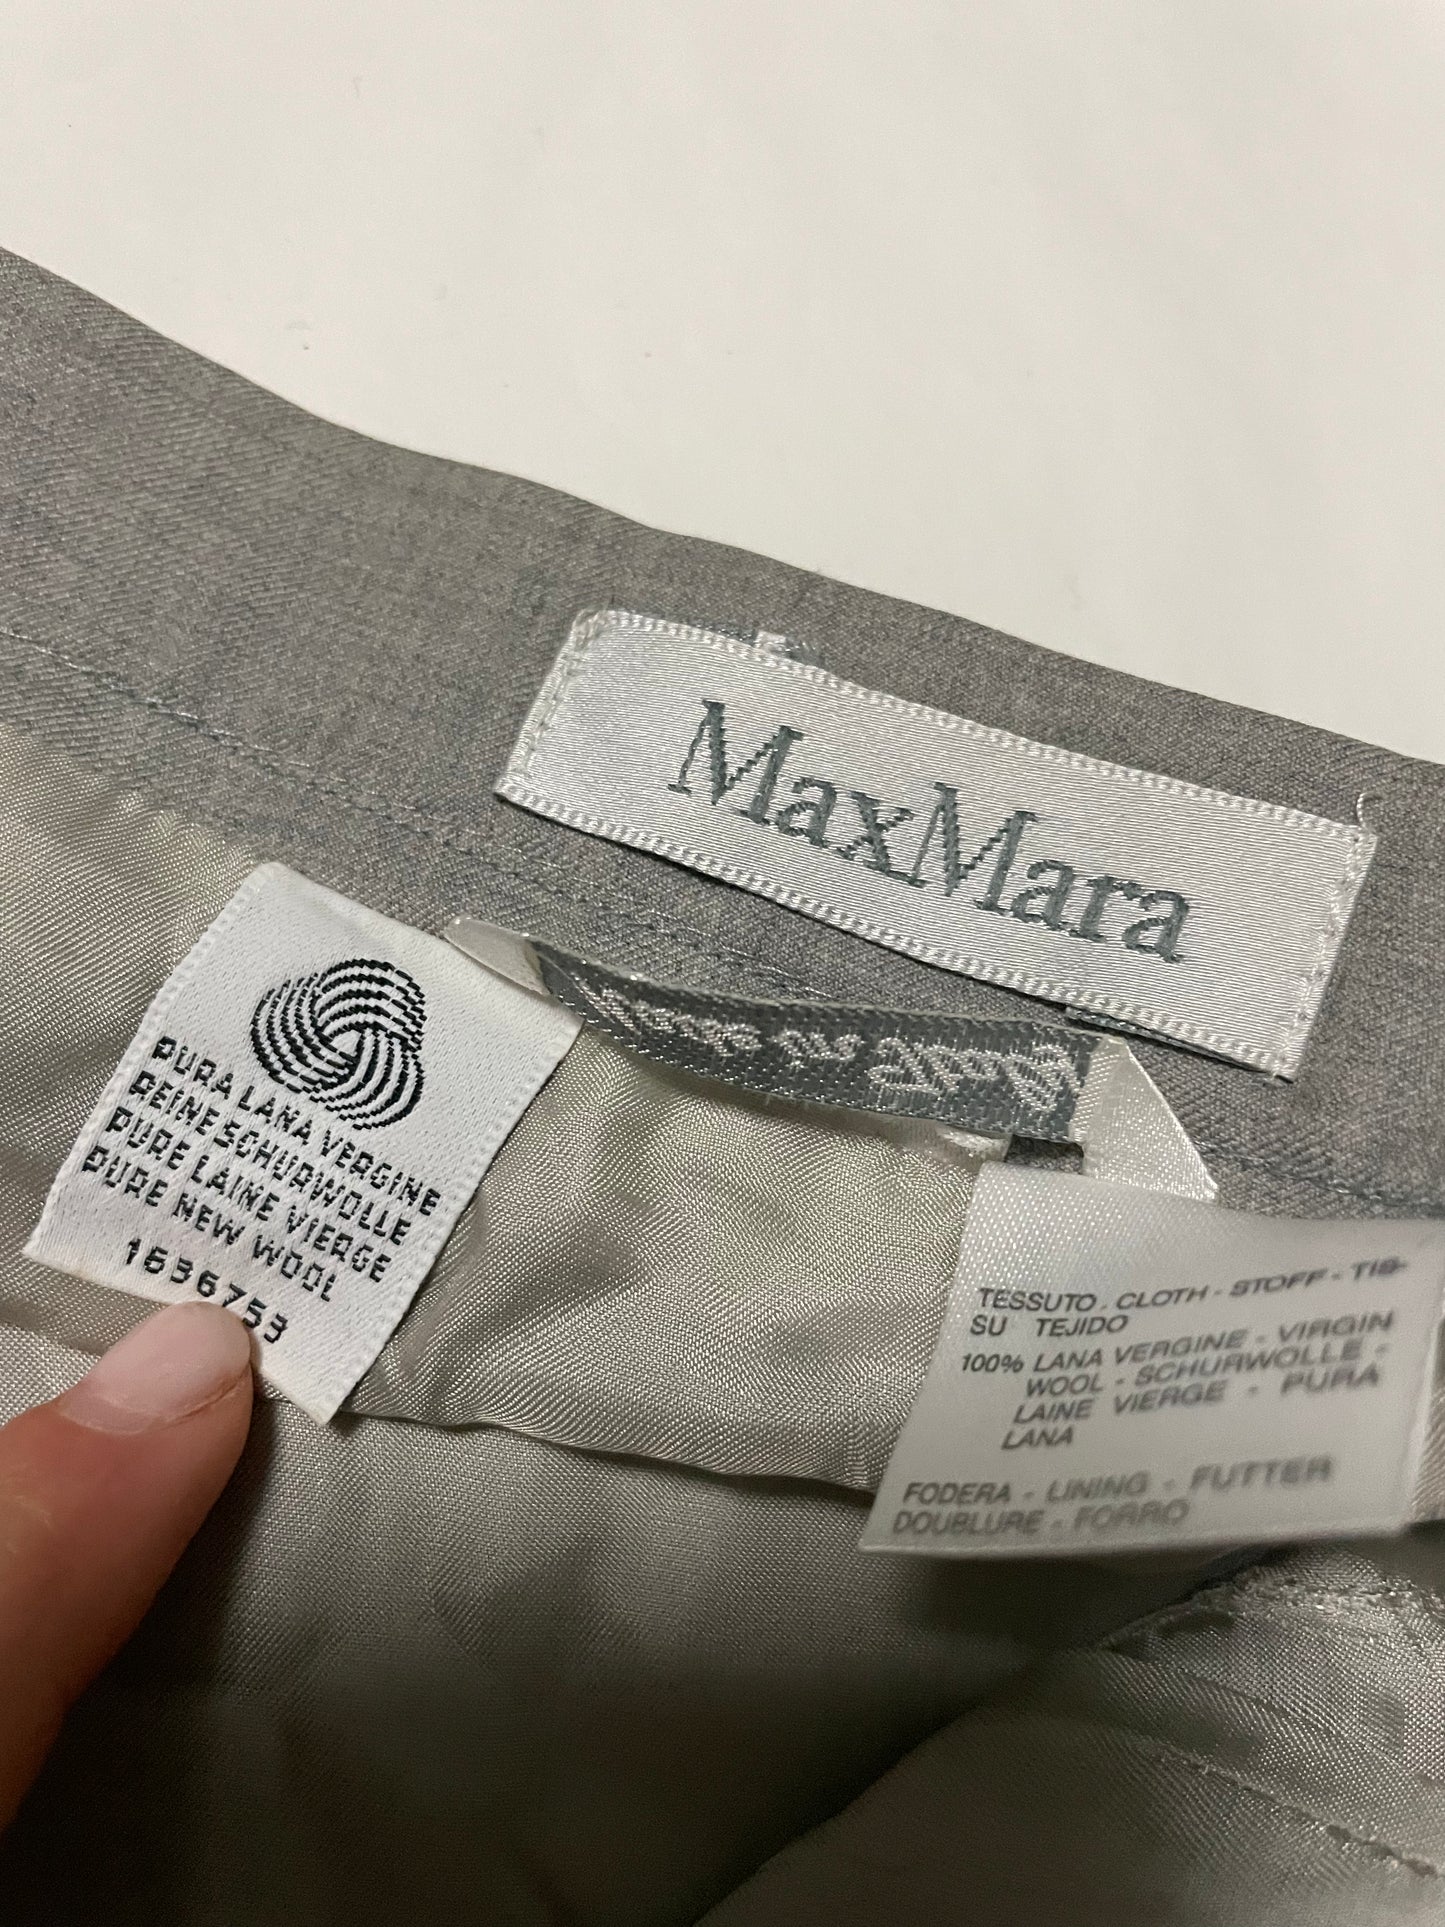 MaxMara
PURA LANA VERGINE
REINE SCHURWOLLE
PURE LAINE VIERGE
PURE NEW WOOL
1636753
TESSUTO - CLOTH - STOFF - TIS-
SU TEJIDO
100% LANA VERGINE - VIRGIN
WOOL - SCHURWOLLE -
LAINE VIERGE - PURA
LANA
FODERA - LINING - FUTTER
DOUBLURE - FORRO